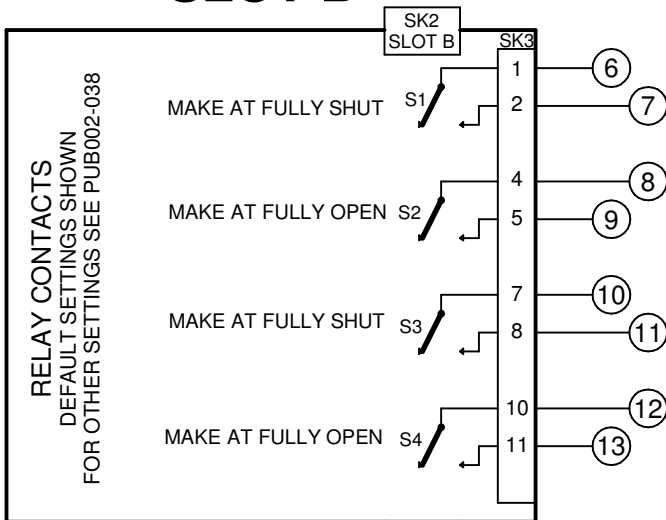 SLOT B
SK2
SLOT B
SK3
RELAY CONTACTS
DEFAULT SETTINGS SHOWN
FOR OTHER SETTINGS SEE PUB002-038
MAKE AT FULLY SHUT S1 1 6
2 7
MAKE AT FULLY OPEN S2 4 8
5 9
MAKE AT FULLY SHUT S3 7 10
8 11
MAKE AT FULLY OPEN S4 10 12
11 13